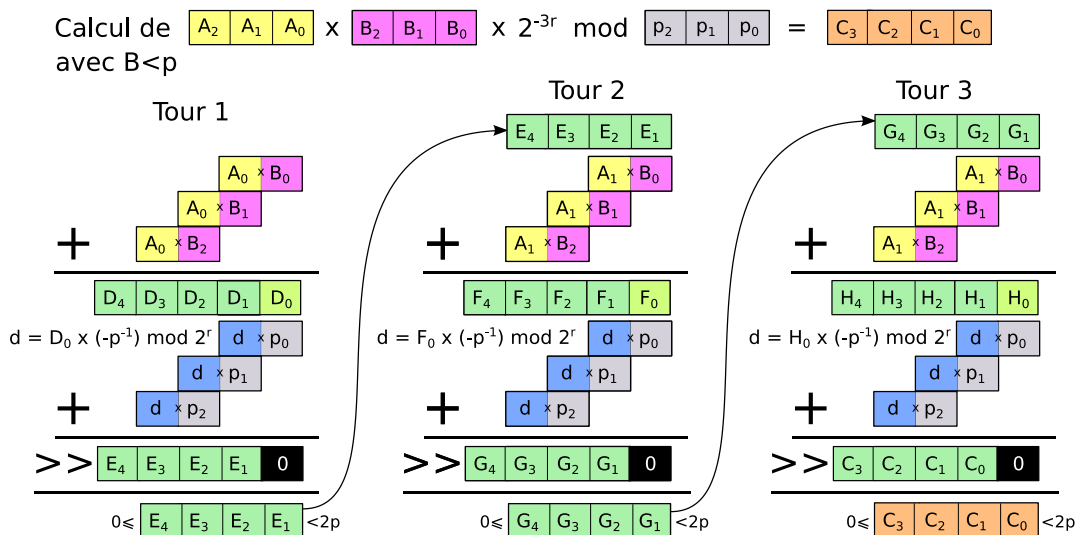 Calcul de A₂ A₁ A₀ x B₂ B₁ B₀ x 2⁻³ʳ mod p₂ p₁ p₀ = C₃ C₂ C₁ C₀
avec B<p
Tour 1
A₀ x B₀
A₀ x B₁
+ A₀ x B₂
D₄ D₃ D₂ D₁ D₀
d = D₀ x (-p⁻¹) mod 2ʳ d x p₀
d x p₁
+ d x p₂
>> E₄ E₃ E₂ E₁ 0
0⩽ E₄ E₃ E₂ E₁ <2p
Tour 2
E₄ E₃ E₂ E₁
A₁ x B₀
A₁ x B₁
+ A₁ x B₂
F₄ F₃ F₂ F₁ F₀
d = F₀ x (-p⁻¹) mod 2ʳ d x p₀
d x p₁
+ d x p₂
>> G₄ G₃ G₂ G₁ 0
0⩽ G₄ G₃ G₂ G₁ <2p
Tour 3
G₄ G₃ G₂ G₁
A₁ x B₀
A₁ x B₁
+ A₁ x B₂
H₄ H₃ H₂ H₁ H₀
d = H₀ x (-p⁻¹) mod 2ʳ d x p₀
d x p₁
+ d x p₂
>> C₃ C₂ C₁ C₀ 0
0⩽ C₃ C₂ C₁ C₀ <2p